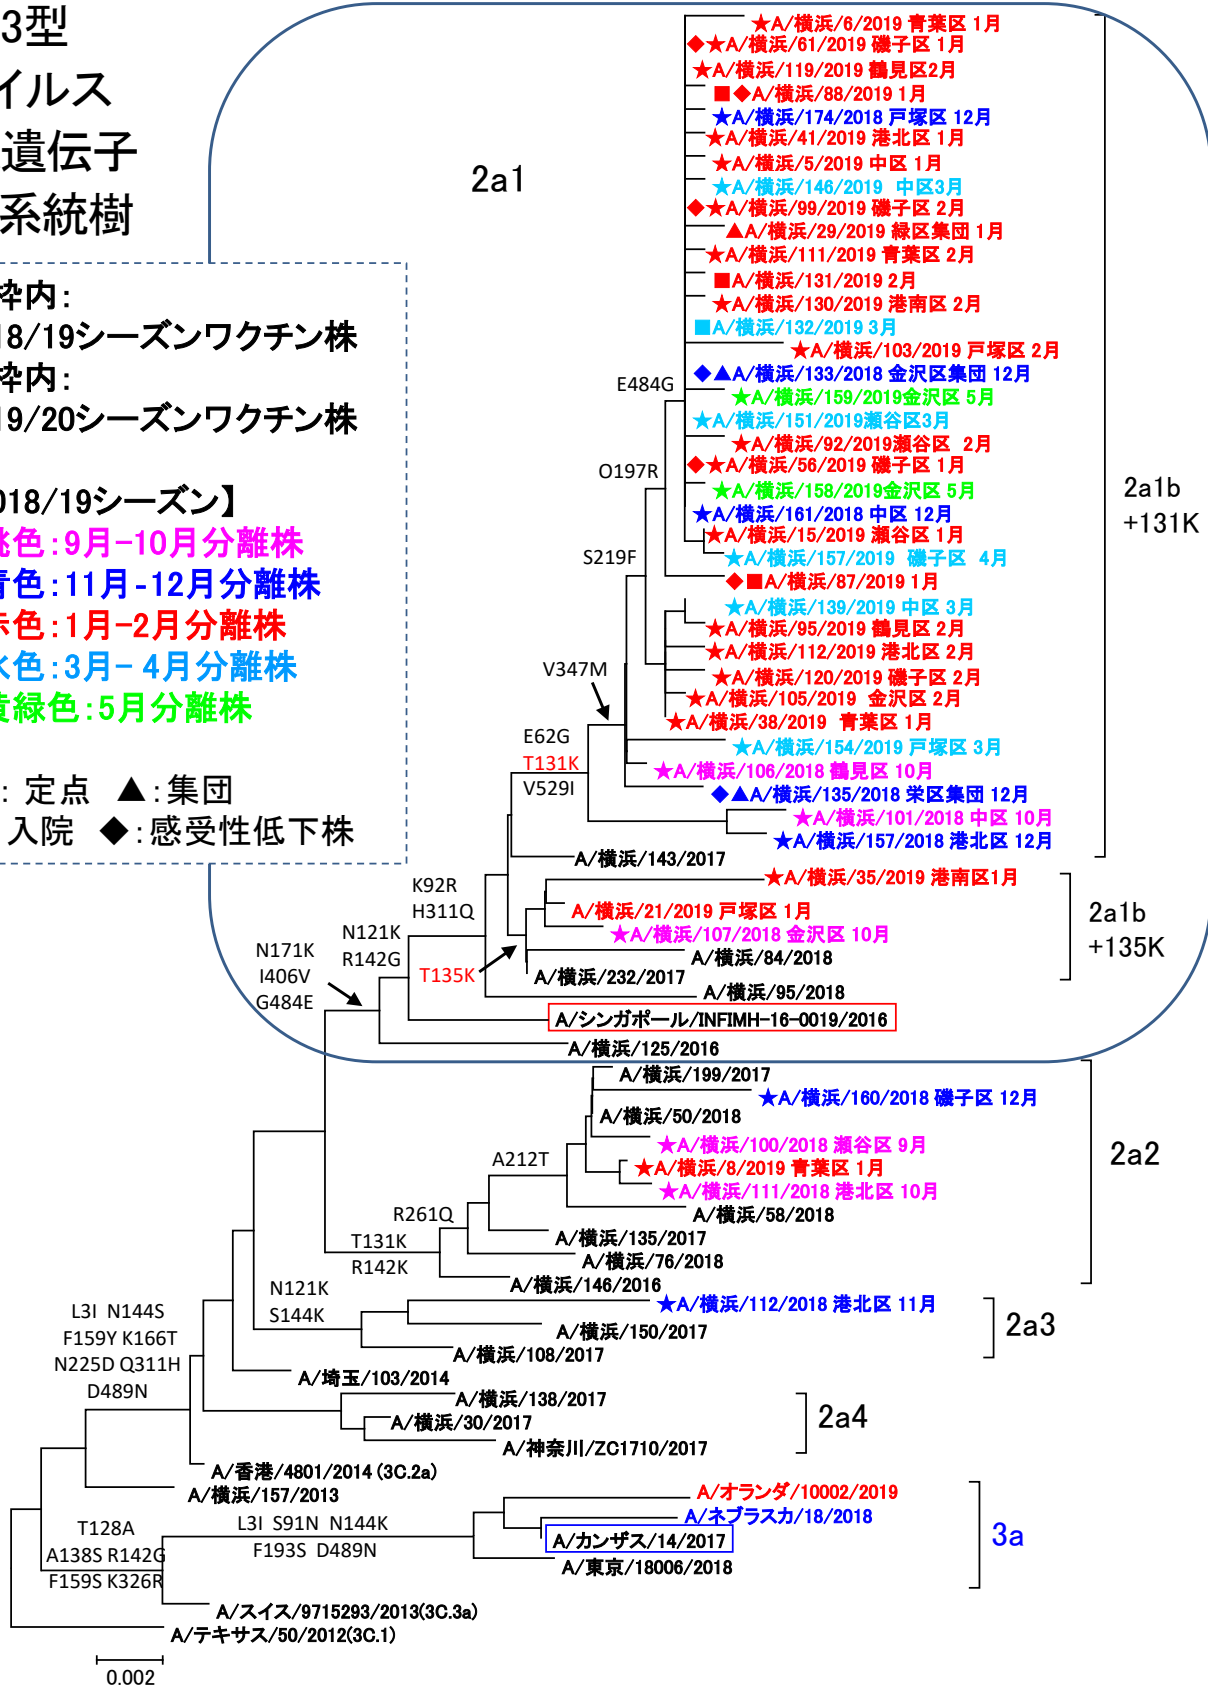 3型
イルス
遺伝子
系統樹
枠内:
18/19シーズンワクチン株
枠内:
19/20シーズンワクチン株
018/19シーズン】
桃色:9月-10月分離株
青色:11月-12月分離株
赤色:1月-2月分離株
水色:3月- 4月分離株
黄緑色:5月分離株
: 定点 ▲:集団
入院 ◆:感受性低下株
2a1
★A/横浜/6/2019 青葉区 1月
◆★A/横浜/61/2019 磯子区 1月
★A/横浜/119/2019 鶴見区2月
■◆A/横浜/88/2019 1月
★A/横浜/174/2018 戸塚区 12月
★A/横浜/41/2019 港北区 1月
★A/横浜/5/2019 中区 1月
★A/横浜/146/2019 中区3月
◆★A/横浜/99/2019 磯子区 2月
▲A/横浜/29/2019 緑区集団 1月
★A/横浜/111/2019 青葉区 2月
■A/横浜/131/2019 2月
★A/横浜/130/2019 港南区 2月
■A/横浜/132/2019 3月
★A/横浜/103/2019 戸塚区 2月
◆▲A/横浜/133/2018 金沢区集団 12月
E484G
★A/横浜/159/2019金沢区 5月
★A/横浜/151/2019瀬谷区3月
★A/横浜/92/2019瀬谷区 2月
◆★A/横浜/56/2019 磯子区 1月
O197R
★A/横浜/158/2019金沢区 5月
★A/横浜/161/2018 中区 12月
2a1b
+131K
★A/横浜/15/2019 瀬谷区 1月
★A/横浜/157/2019 磯子区 4月
S219F
◆■A/横浜/87/2019 1月
★A/横浜/139/2019 中区 3月
★A/横浜/95/2019 鶴見区 2月
★A/横浜/112/2019 港北区 2月
V347M
★A/横浜/120/2019 磯子区 2月
★A/横浜/105/2019 金沢区 2月
★A/横浜/38/2019 青葉区 1月
E62G
T131K
V529I
★A/横浜/154/2019 戸塚区 3月
★A/横浜/106/2018 鶴見区 10月
◆▲A/横浜/135/2018 栄区集団 12月
★A/横浜/101/2018 中区 10月
★A/横浜/157/2018 港北区 12月
A/横浜/143/2017
K92R
H311Q
★A/横浜/35/2019 港南区1月
A/横浜/21/2019 戸塚区 1月
★A/横浜/107/2018 金沢区 10月
2a1b
+135K
N121K
R142G
T135K
A/横浜/84/2018
A/横浜/232/2017
N171K
I406V
G484E
A/横浜/95/2018
A/シンガポール/INFIMH-16-0019/2016
A/横浜/125/2016
A/横浜/199/2017
★A/横浜/160/2018 磯子区 12月
A/横浜/50/2018
★A/横浜/100/2018 瀬谷区 9月
2a2
A212T
★A/横浜/8/2019 青葉区 1月
★A/横浜/111/2018 港北区 10月
A/横浜/58/2018
R261Q
A/横浜/135/2017
T131K
R142K
A/横浜/76/2018
A/横浜/146/2016
N121K
S144K
★A/横浜/112/2018 港北区 11月
A/横浜/150/2017
2a3
A/横浜/108/2017
L3I N144S
F159Y K166T
N225D Q311H
D489N
A/埼玉/103/2014
A/横浜/138/2017
A/横浜/30/2017
2a4
A/神奈川/ZC1710/2017
A/香港/4801/2014 (3C.2a)
A/横浜/157/2013
A/オランダ/10002/2019
A/ネブラスカ/18/2018
A/カンザス/14/2017
3a
A/東京/18006/2018
L3I S91N N144K
F193S D489N
T128A
A138S R142G
F159S K326R
A/スイス/9715293/2013(3C.3a)
A/テキサス/50/2012(3C.1)
0.002